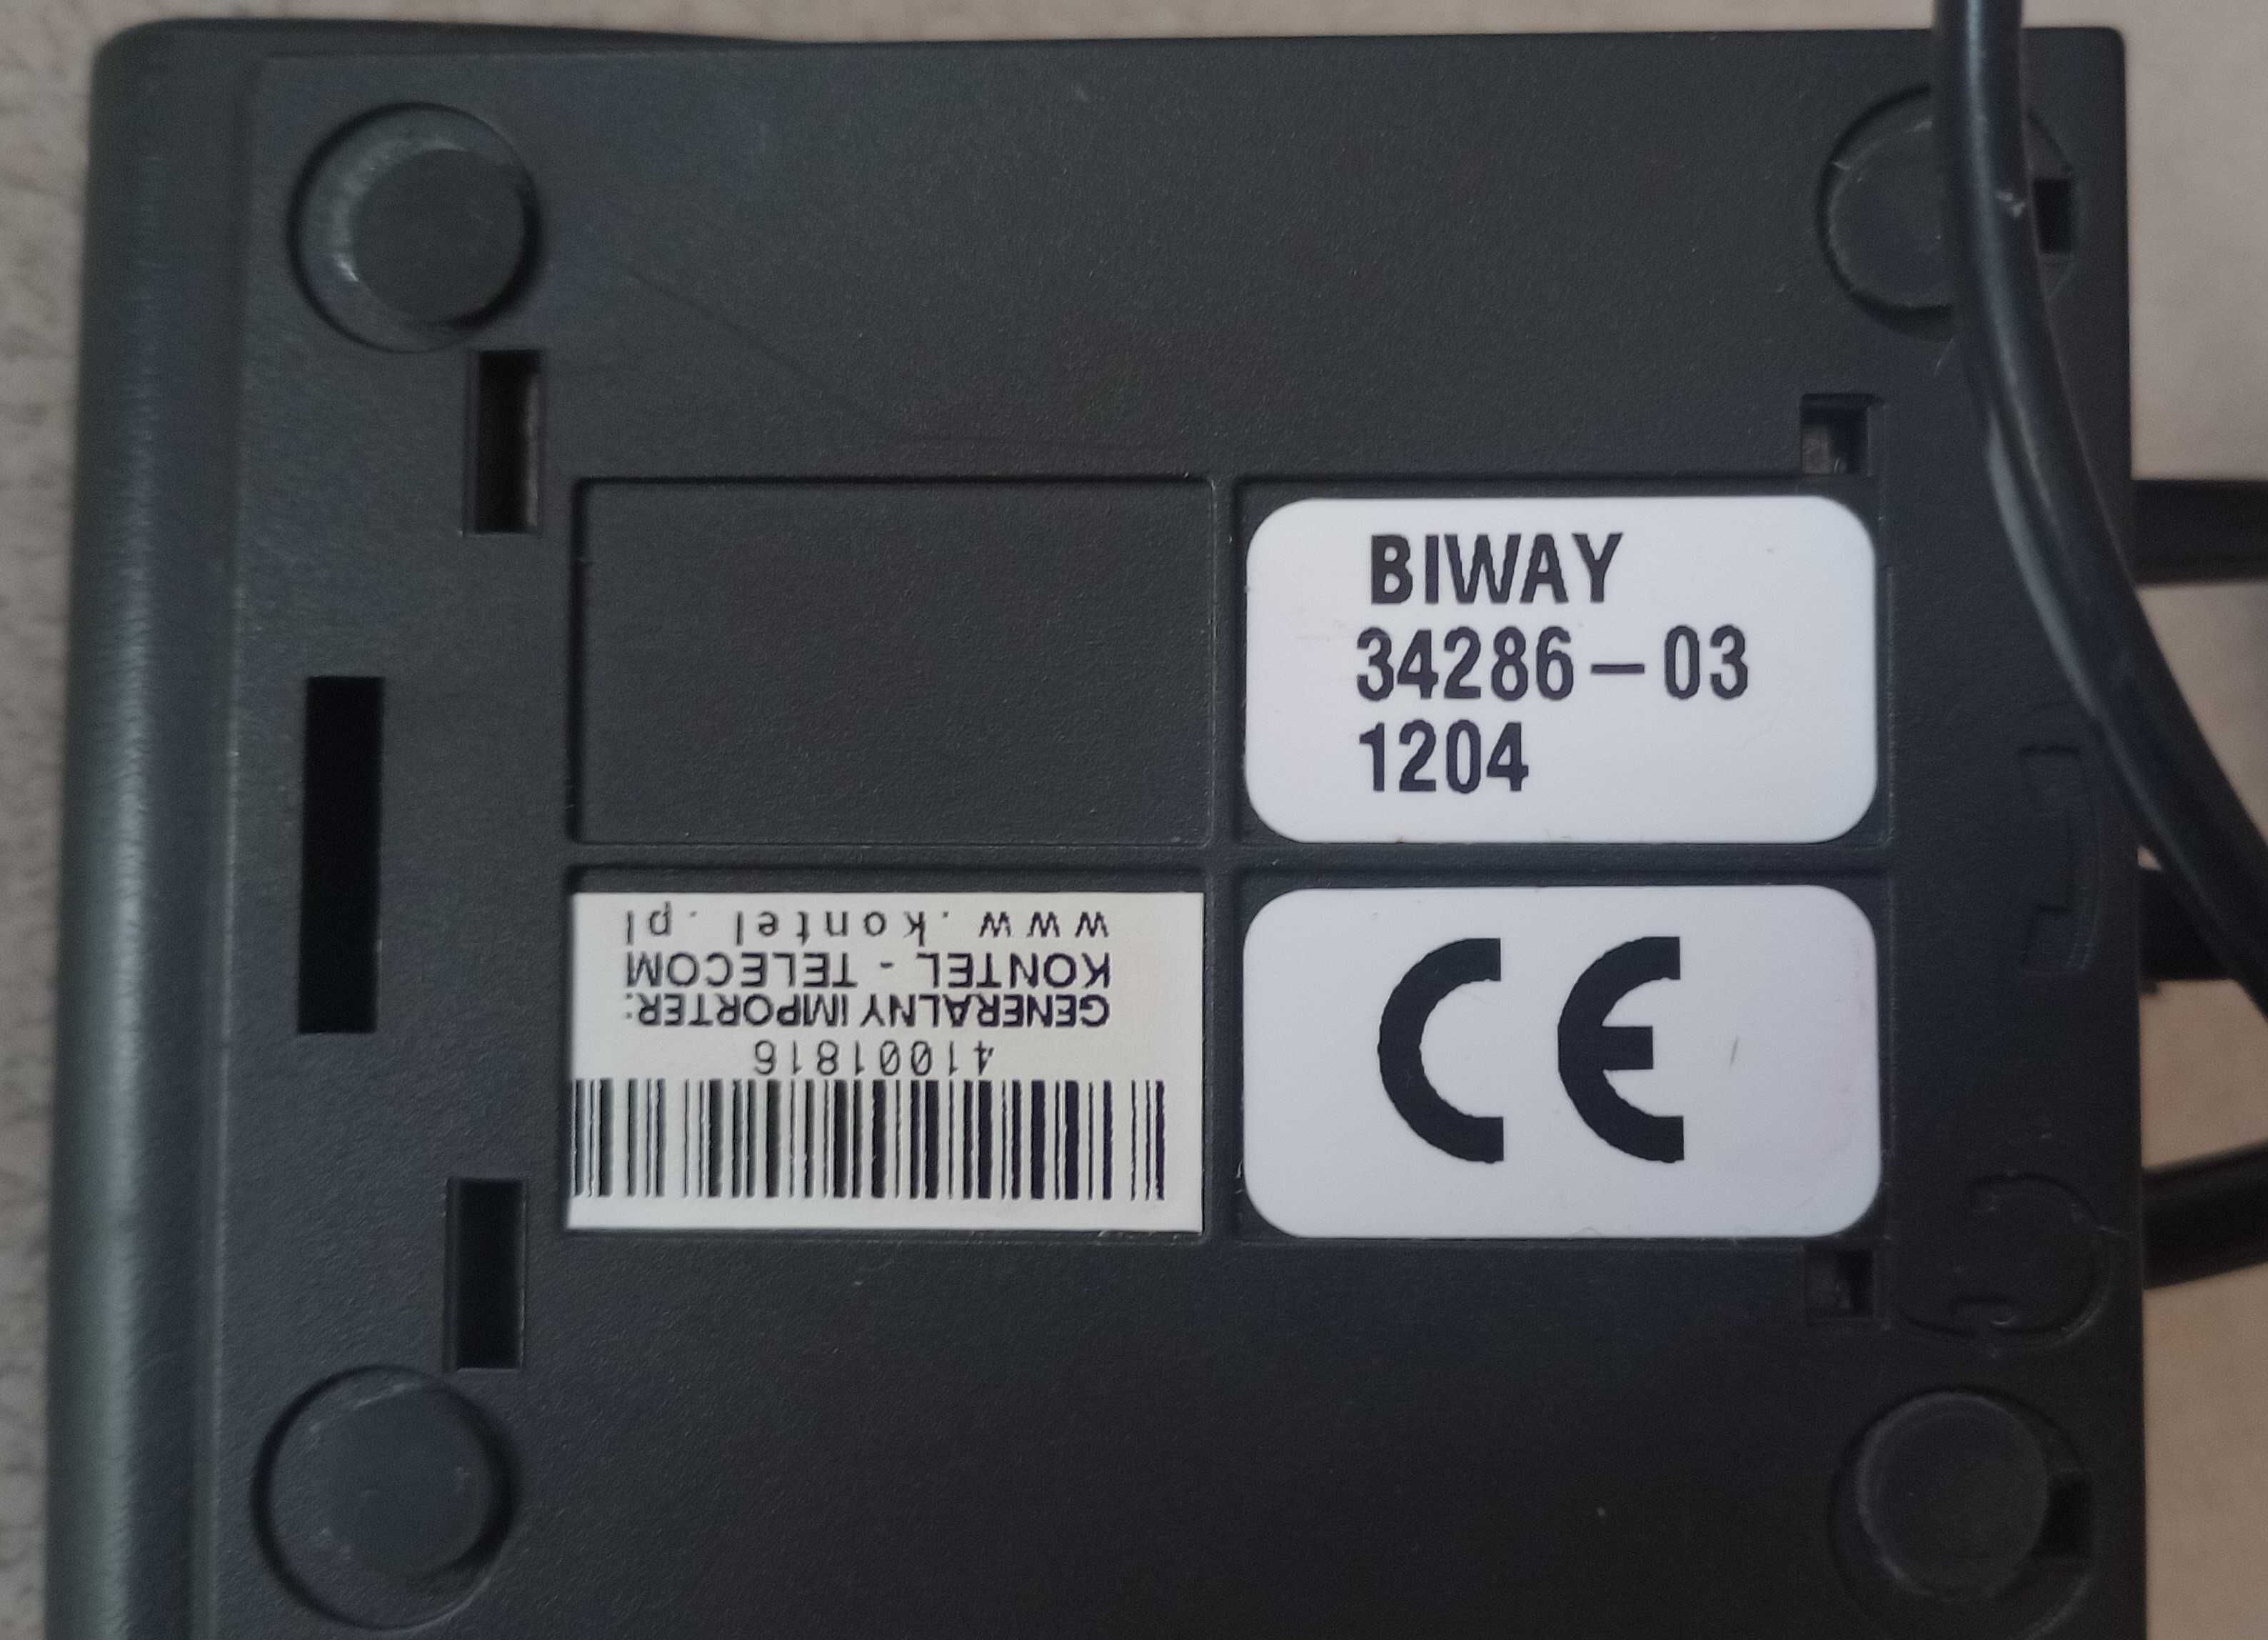 BIWAY
34286-03
1204
CE
41001816
GENERALNY IMPORTER:
KONTEL - TELECOM
www.kontel.pl